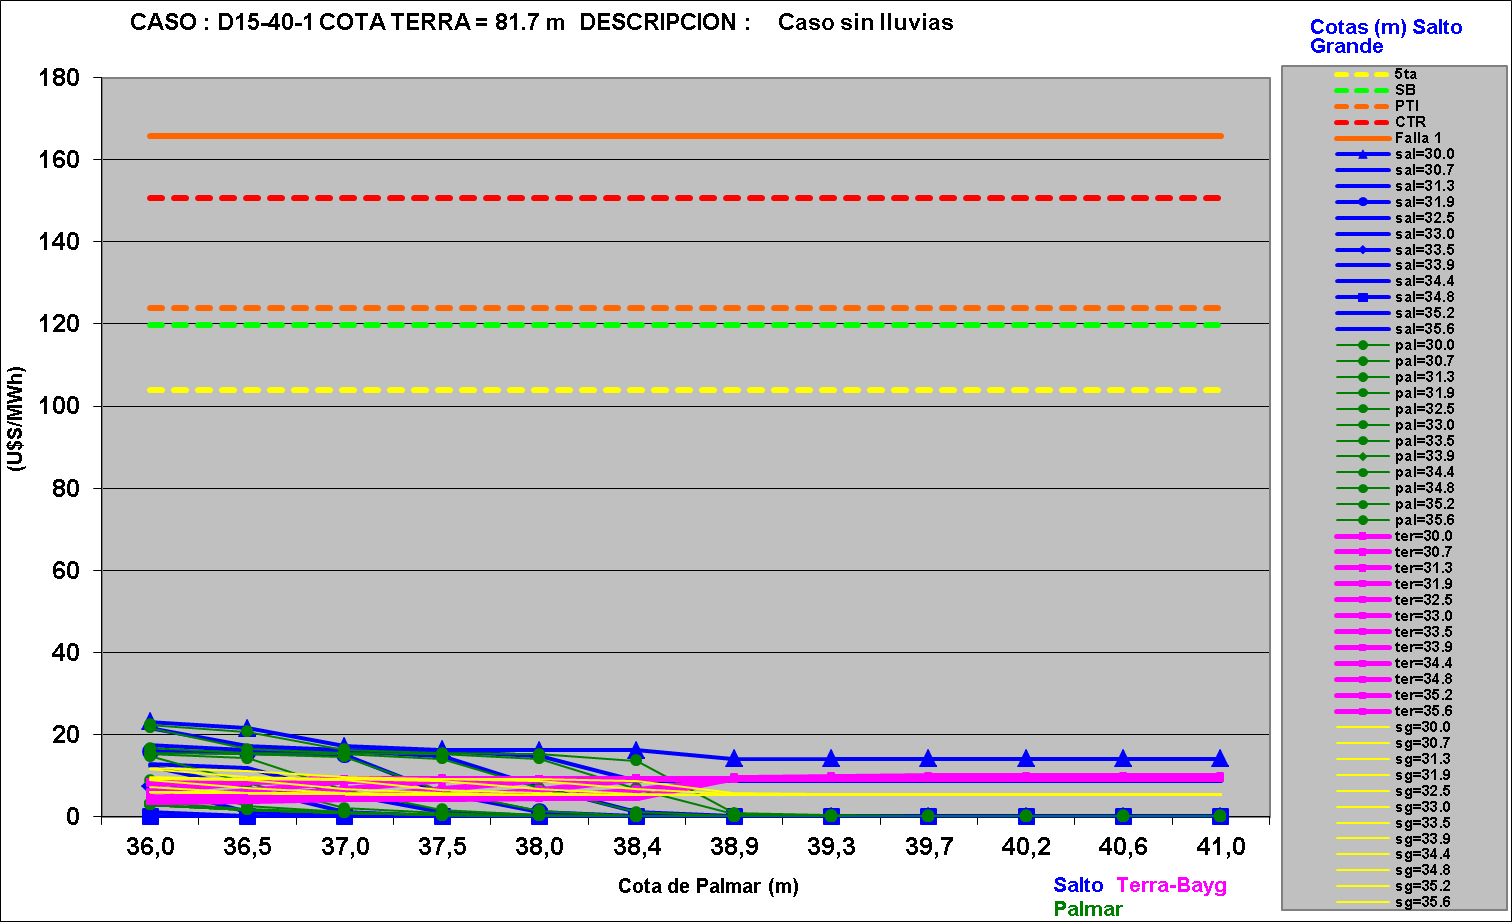 CASO : D15-40-1 COTA TERRA = 81.7 m DESCRIPCION : Caso sin lluvias
Cotas (m) Salto
Grande
180
160
140
120
100
80
60
40
20
0
(U$S/MWh)
36,0 36,5 37,0 37,5 38,0 38,4 38,9 39,3 39,7 40,2 40,6 41,0
Cota de Palmar (m)
Salto Terra-Bayg
Palmar
5ta
SB
PTI
CTR
Falla 1
sal=30.0
sal=30.7
sal=31.3
sal=31.9
sal=32.5
sal=33.0
sal=33.5
sal=33.9
sal=34.4
sal=34.8
sal=35.2
sal=35.6
pal=30.0
pal=30.7
pal=31.3
pal=31.9
pal=32.5
pal=33.0
pal=33.5
pal=33.9
pal=34.4
pal=34.8
pal=35.2
pal=35.6
ter=30.0
ter=30.7
ter=31.3
ter=31.9
ter=32.5
ter=33.0
ter=33.5
ter=33.9
ter=34.4
ter=34.8
ter=35.2
ter=35.6
sg=30.0
sg=30.7
sg=31.3
sg=31.9
sg=32.5
sg=33.0
sg=33.5
sg=33.9
sg=34.4
sg=34.8
sg=35.2
sg=35.6